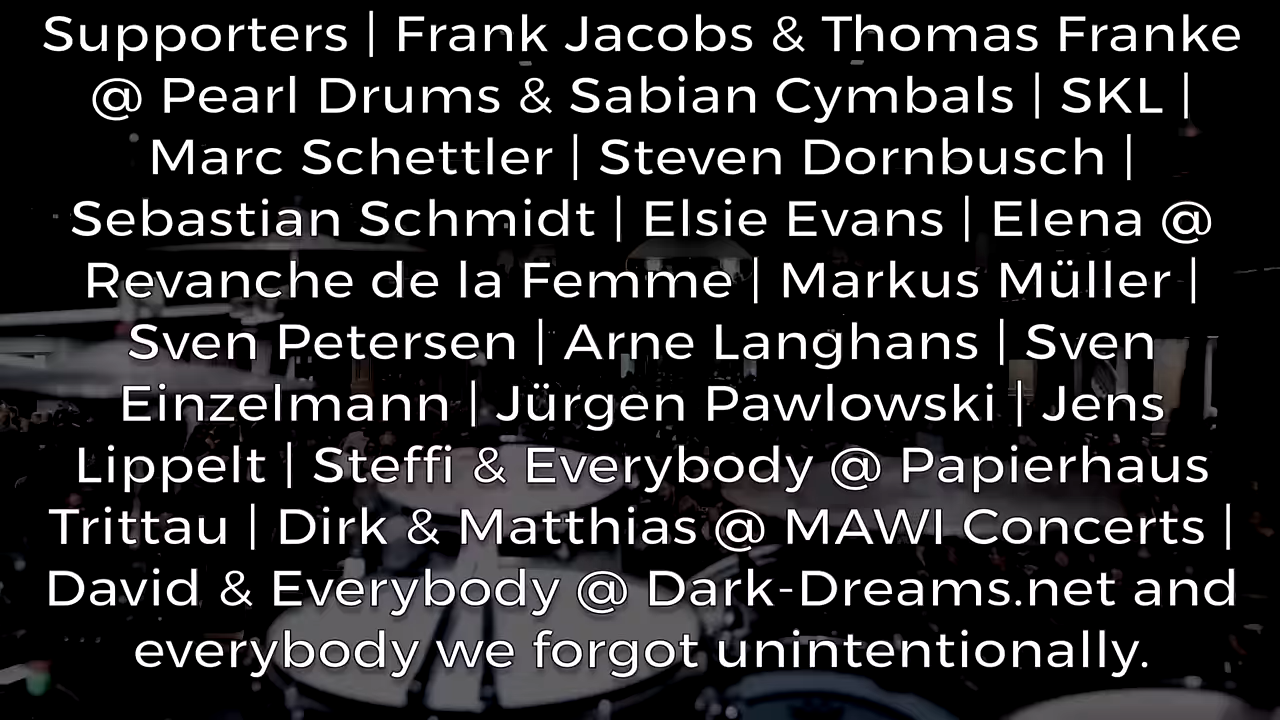 Supporters | Frank Jacobs & Thomas Franke
@ Pearl Drums & Sabian Cymbals | SKL |
Marc Schettler | Steven Dornbusch |
Sebastian Schmidt | Elsie Evans | Elena @
Revanche de la Femme | Markus Müller |
Sven Petersen | Arne Langhans | Sven
Einzelmann | Jürgen Pawlowski | Jens
Lippelt | Steffi & Everybody @ Papierhaus
Trittau | Dirk & Matthias @ MAWI Concerts |
David & Everybody @ Dark-Dreams.net and
everybody we forgot unintentionally.